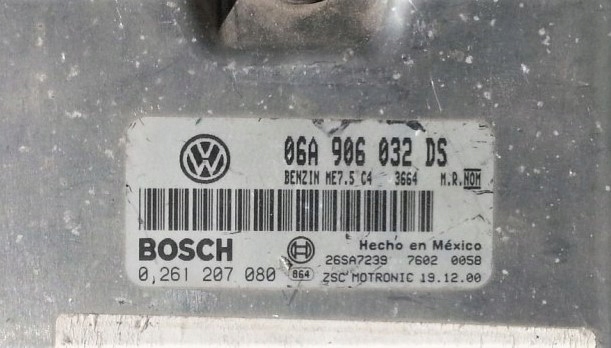 06A 906 032 DS
BENZIN ME7.5 C4 3664 M.R.NOM
BOSCH
Hecho en México
26SA7239 7602 0058
0,261 207 080 864 ZSC MOTRONIC 19.12.00